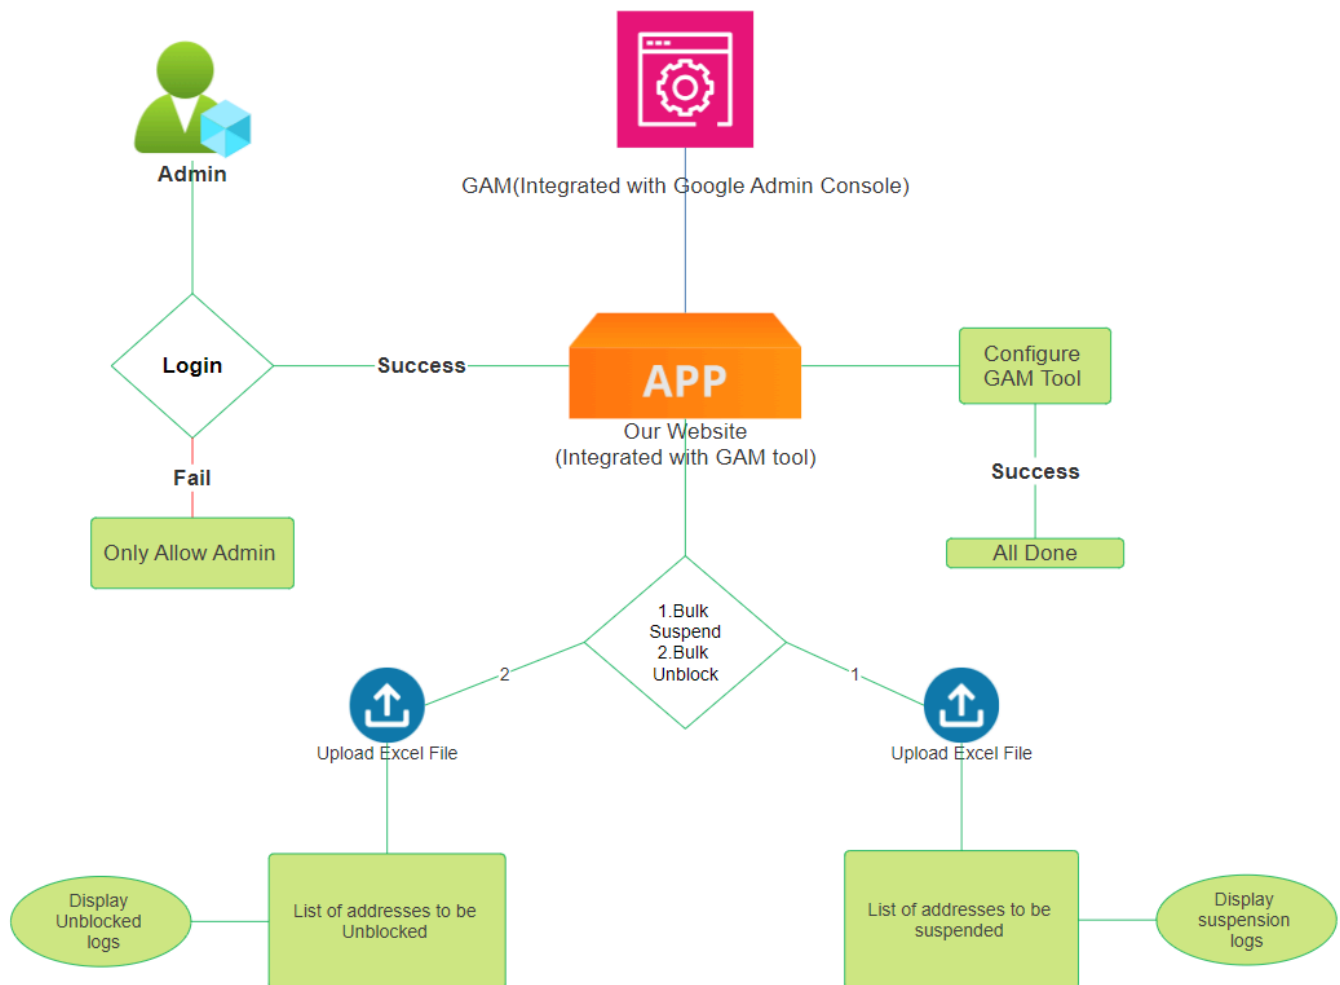 Admin
GAM(Integrated with Google Admin Console)
Login
Success
APP
Configure
GAM Tool
Our Website
(Integrated with GAM tool)
Fail
Success
Only Allow Admin
All Done
1.Bulk
Suspend
2.Bulk
Unblock
2
1
Upload Excel File
Upload Excel File
Display
Unblocked
logs
List of addresses to be
Unblocked
List of addresses to be
suspended
Display
suspension
logs